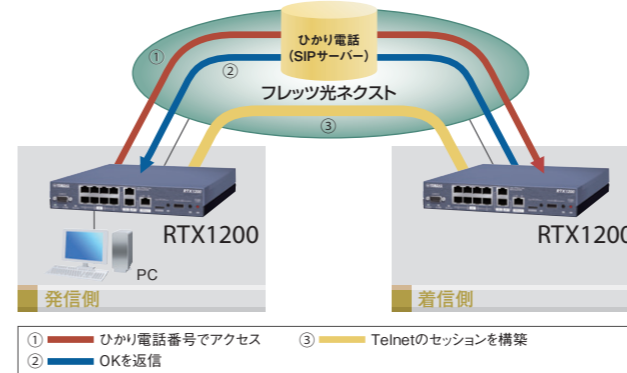 ひかり電話
（SIPサーバー）
①
②
フレッツ光ネクスト
③
RTX1200
RTX1200
RTX1200
RTX1200
PC
発信側
着信側
① ひかり電話番号でアクセス
③ Telnetのセッションを構築
② OKを返信